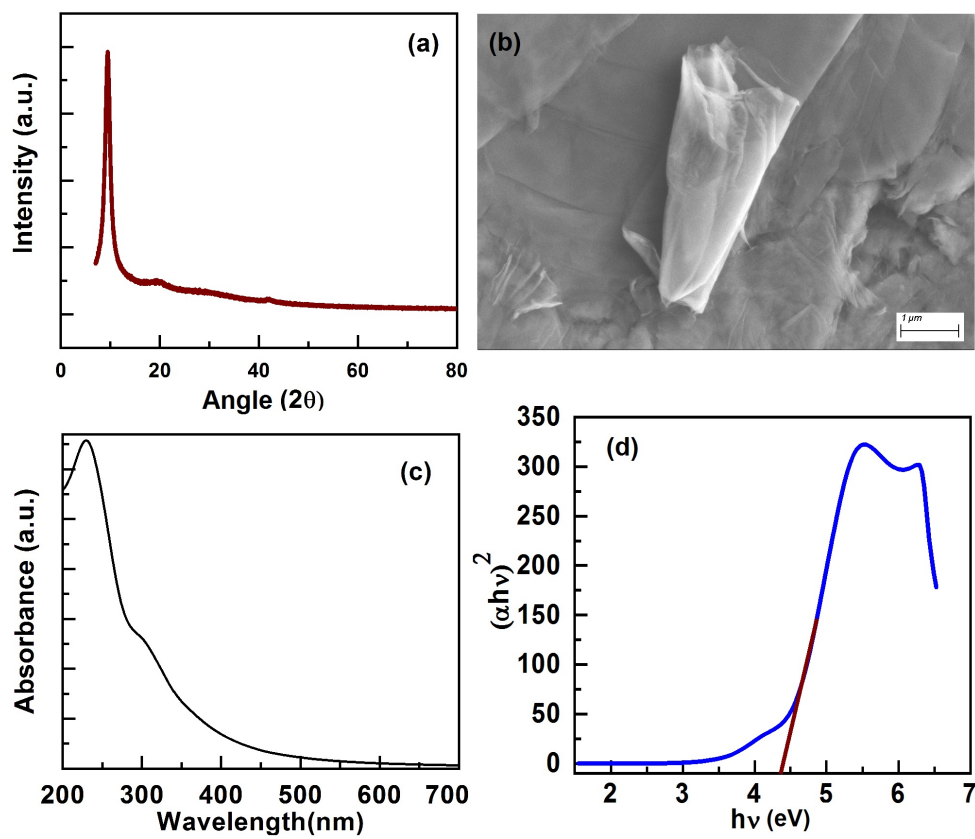 (a)
Intensity (a.u.)
0 20 40 60 80
Angle (2θ)
(b)
1 µm
(c)
Absorbance (a.u.)
200 300 400 500 600 700
Wavelength(nm)
(d)
(αhν)²
350
300
250
200
150
100
50
0
2 3 4 5 6 7
hν (eV)